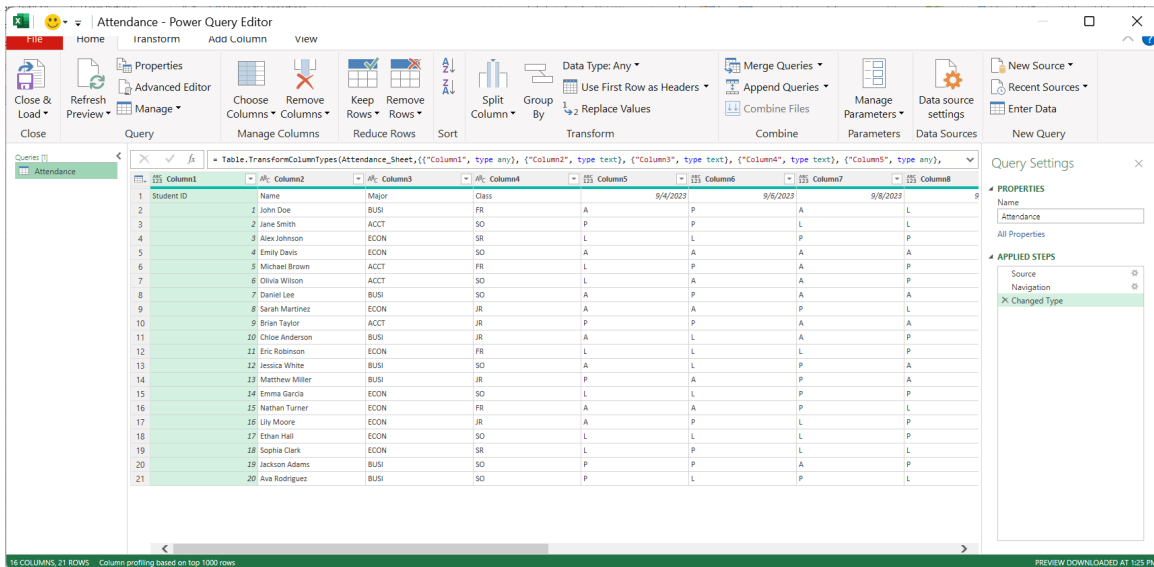 Attendance - Power Query Editor
File Home Transform Add Column View
Close & Load
Refresh Preview
Properties
Advanced Editor
Manage
Choose Columns
Remove Columns
Keep Rows
Remove Rows
Split Column
Group By
Data Type: Any
Use First Row as Headers
Replace Values
Merge Queries
Append Queries
Combine Files
Manage Parameters
Data source settings
New Source
Recent Sources
Enter Data
Close Query Manage Columns Reduce Rows Sort Transform Combine Parameters Data Sources New Query
Queries [1]
Attendance
= Table.TransformColumnTypes(Attendance_Sheet,{{"Column1", type any}, {"Column2", type text}, {"Column3", type text}, {"Column4", type text}, {"Column5", type any},
Column1 Column2 Column3 Column4 Column5 Column6 Column7 Column8
1 Student ID Name Major Class 9/4/2023 9/6/2023 9/8/2023 9
2 1 John Doe BUSI FR A P A L
3 2 Jane Smith ACCT SO P P L L
4 3 Alex Johnson ECON SR L L P P
5 4 Emily Davis ECON SO A A A A
6 5 Michael Brown ACCT FR L P A P
7 6 Olivia Wilson ACCT SO L A A P
8 7 Daniel Lee BUSI SO A P A A
9 8 Sarah Martinez ECON JR A A P L
10 9 Brian Taylor ACCT JR P P A A
11 10 Chloe Anderson BUSI JR A L A P
12 11 Eric Robinson ECON FR L L L P
13 12 Jessica White BUSI SO A L P A
14 13 Matthew Miller BUSI JR P A P A
15 14 Emma Garcia ECON SO L L P P
16 15 Nathan Turner ECON FR A A P L
17 16 Lily Moore ECON JR A P L P
18 17 Ethan Hall ECON SO L L L P
19 18 Sophia Clark ECON SR L P L L
20 19 Jackson Adams BUSI SO P P A P
21 20 Ava Rodriguez BUSI SO P L P L
Query Settings
PROPERTIES
Name
Attendance
All Properties
APPLIED STEPS
Source
Navigation
Changed Type
16 COLUMNS, 21 ROWS Column profiling based on top 1000 rows
PREVIEW DOWNLOADED AT 1:25 PM